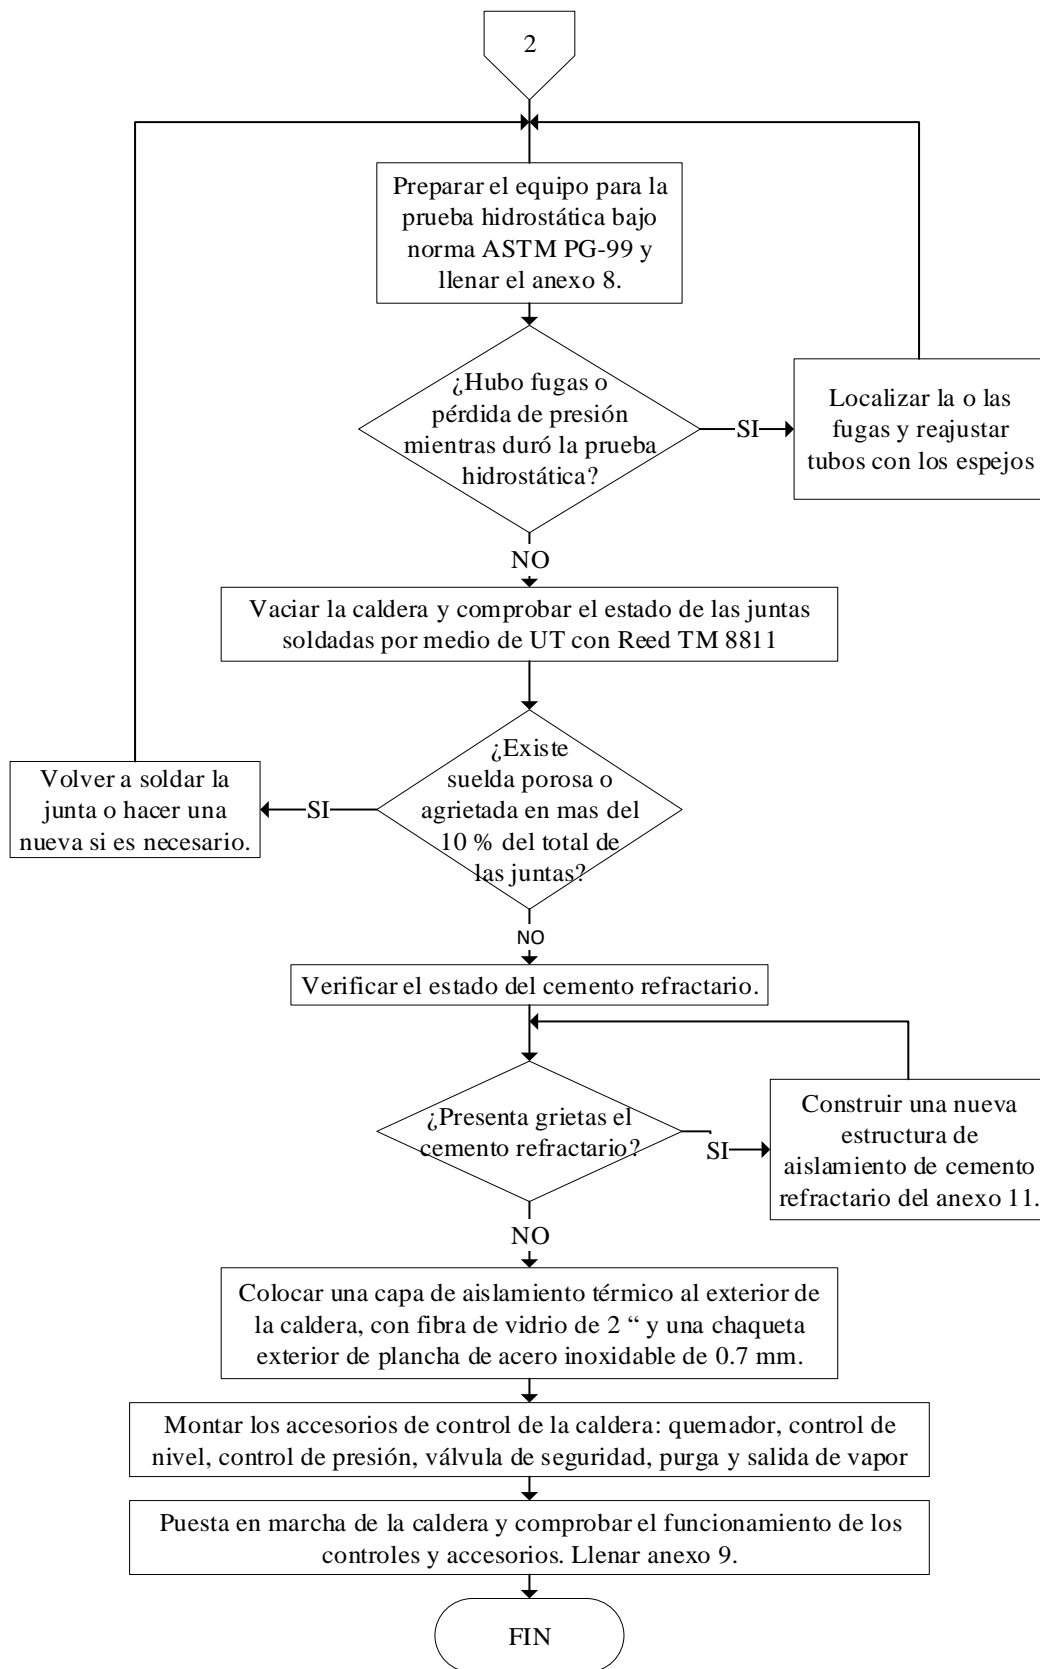 2
Preparar el equipo para la
prueba hidrostática bajo
norma ASTM PG-99 y
llenar el anexo 8.
¿Hubo fugas o
pérdida de presión
mientras duró la prueba
hidrostática?
SI
Localizar la o las
fugas y reajustar
tubos con los espejos
NO
Vaciar la caldera y comprobar el estado de las juntas
soldadas por medio de UT con Reed TM 8811
¿Existe
suelda porosa o
agrietada en mas del
10 % del total de
las juntas?
SI
Volver a soldar la
junta o hacer una
nueva si es necesario.
NO
Verificar el estado del cemento refractario.
¿Presenta grietas el
cemento refractario?
SI
Construir una nueva
estructura de
aislamiento de cemento
refractario del anexo 11.
NO
Colocar una capa de aislamiento térmico al exterior de
la caldera, con fibra de vidrio de 2 “ y una chaqueta
exterior de plancha de acero inoxidable de 0.7 mm.
Montar los accesorios de control de la caldera: quemador, control de
nivel, control de presión, válvula de seguridad, purga y salida de vapor
Puesta en marcha de la caldera y comprobar el funcionamiento de los
controles y accesorios. Llenar anexo 9.
FIN